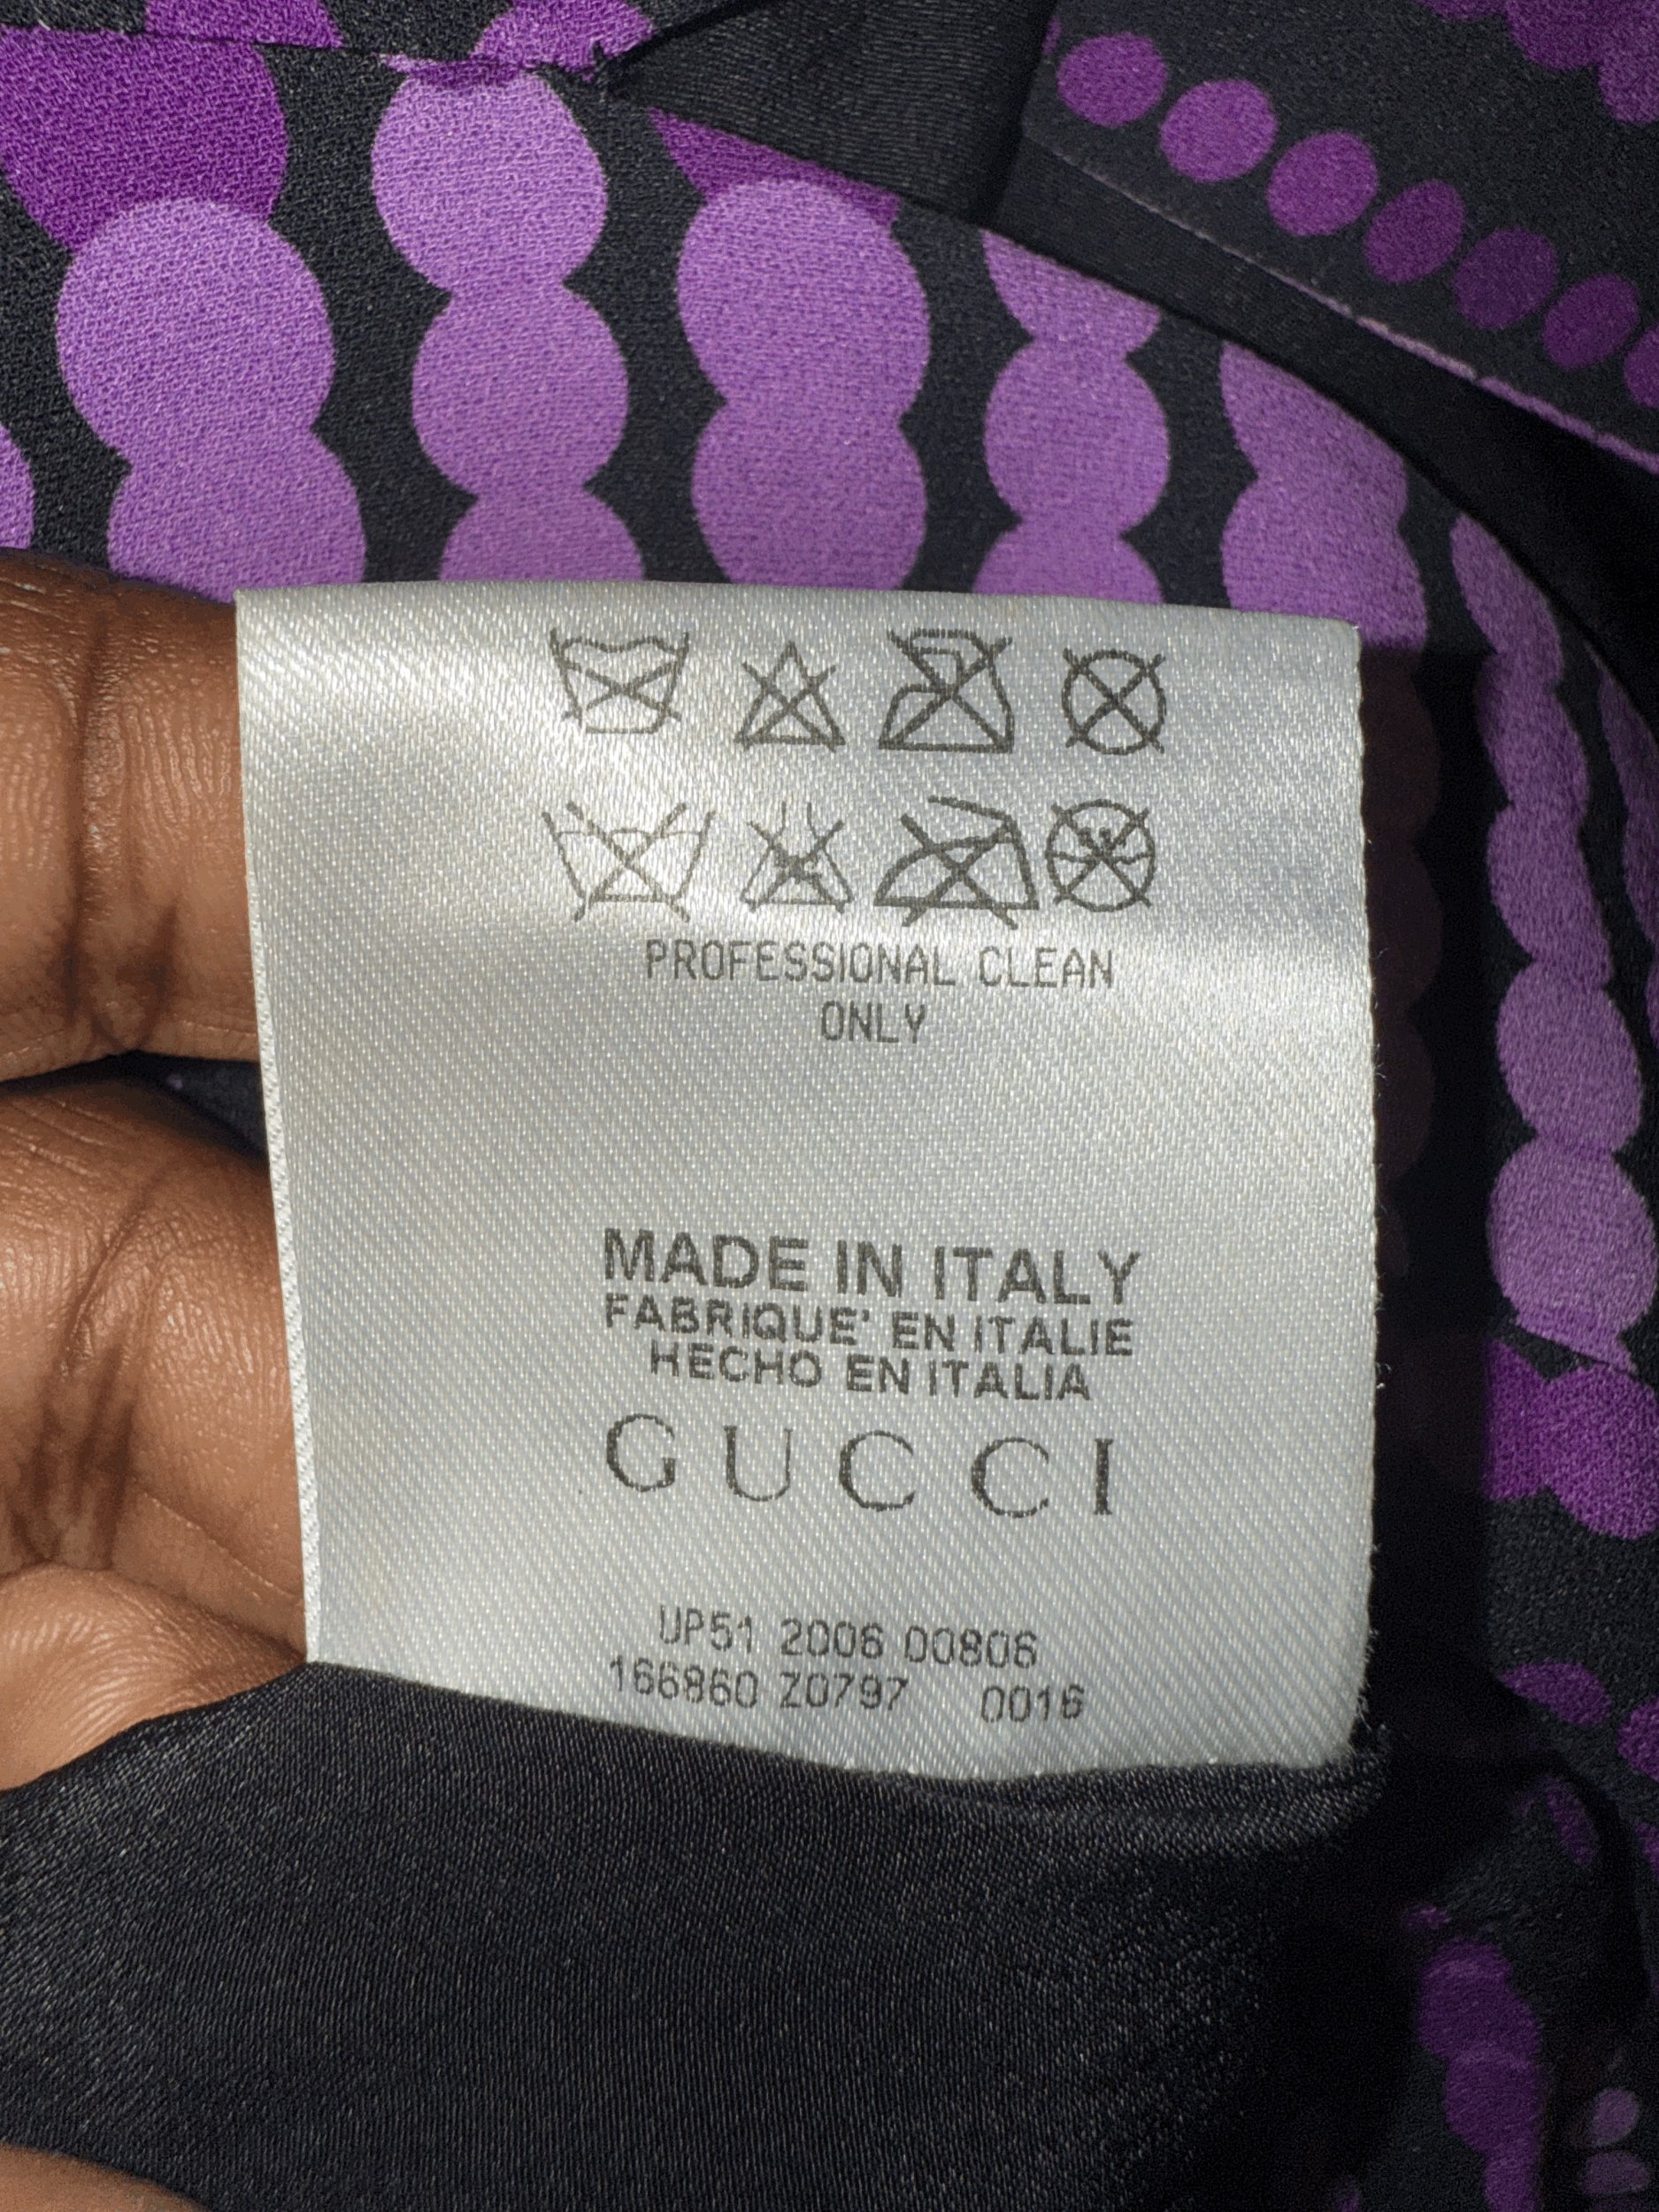 PROFESSIONAL CLEAN
ONLY
MADE IN ITALY
FABRIQUE' EN ITALIE
HECHO EN ITALIA
GUCCI
UP51 2006 00806
166860 Z0797 0016